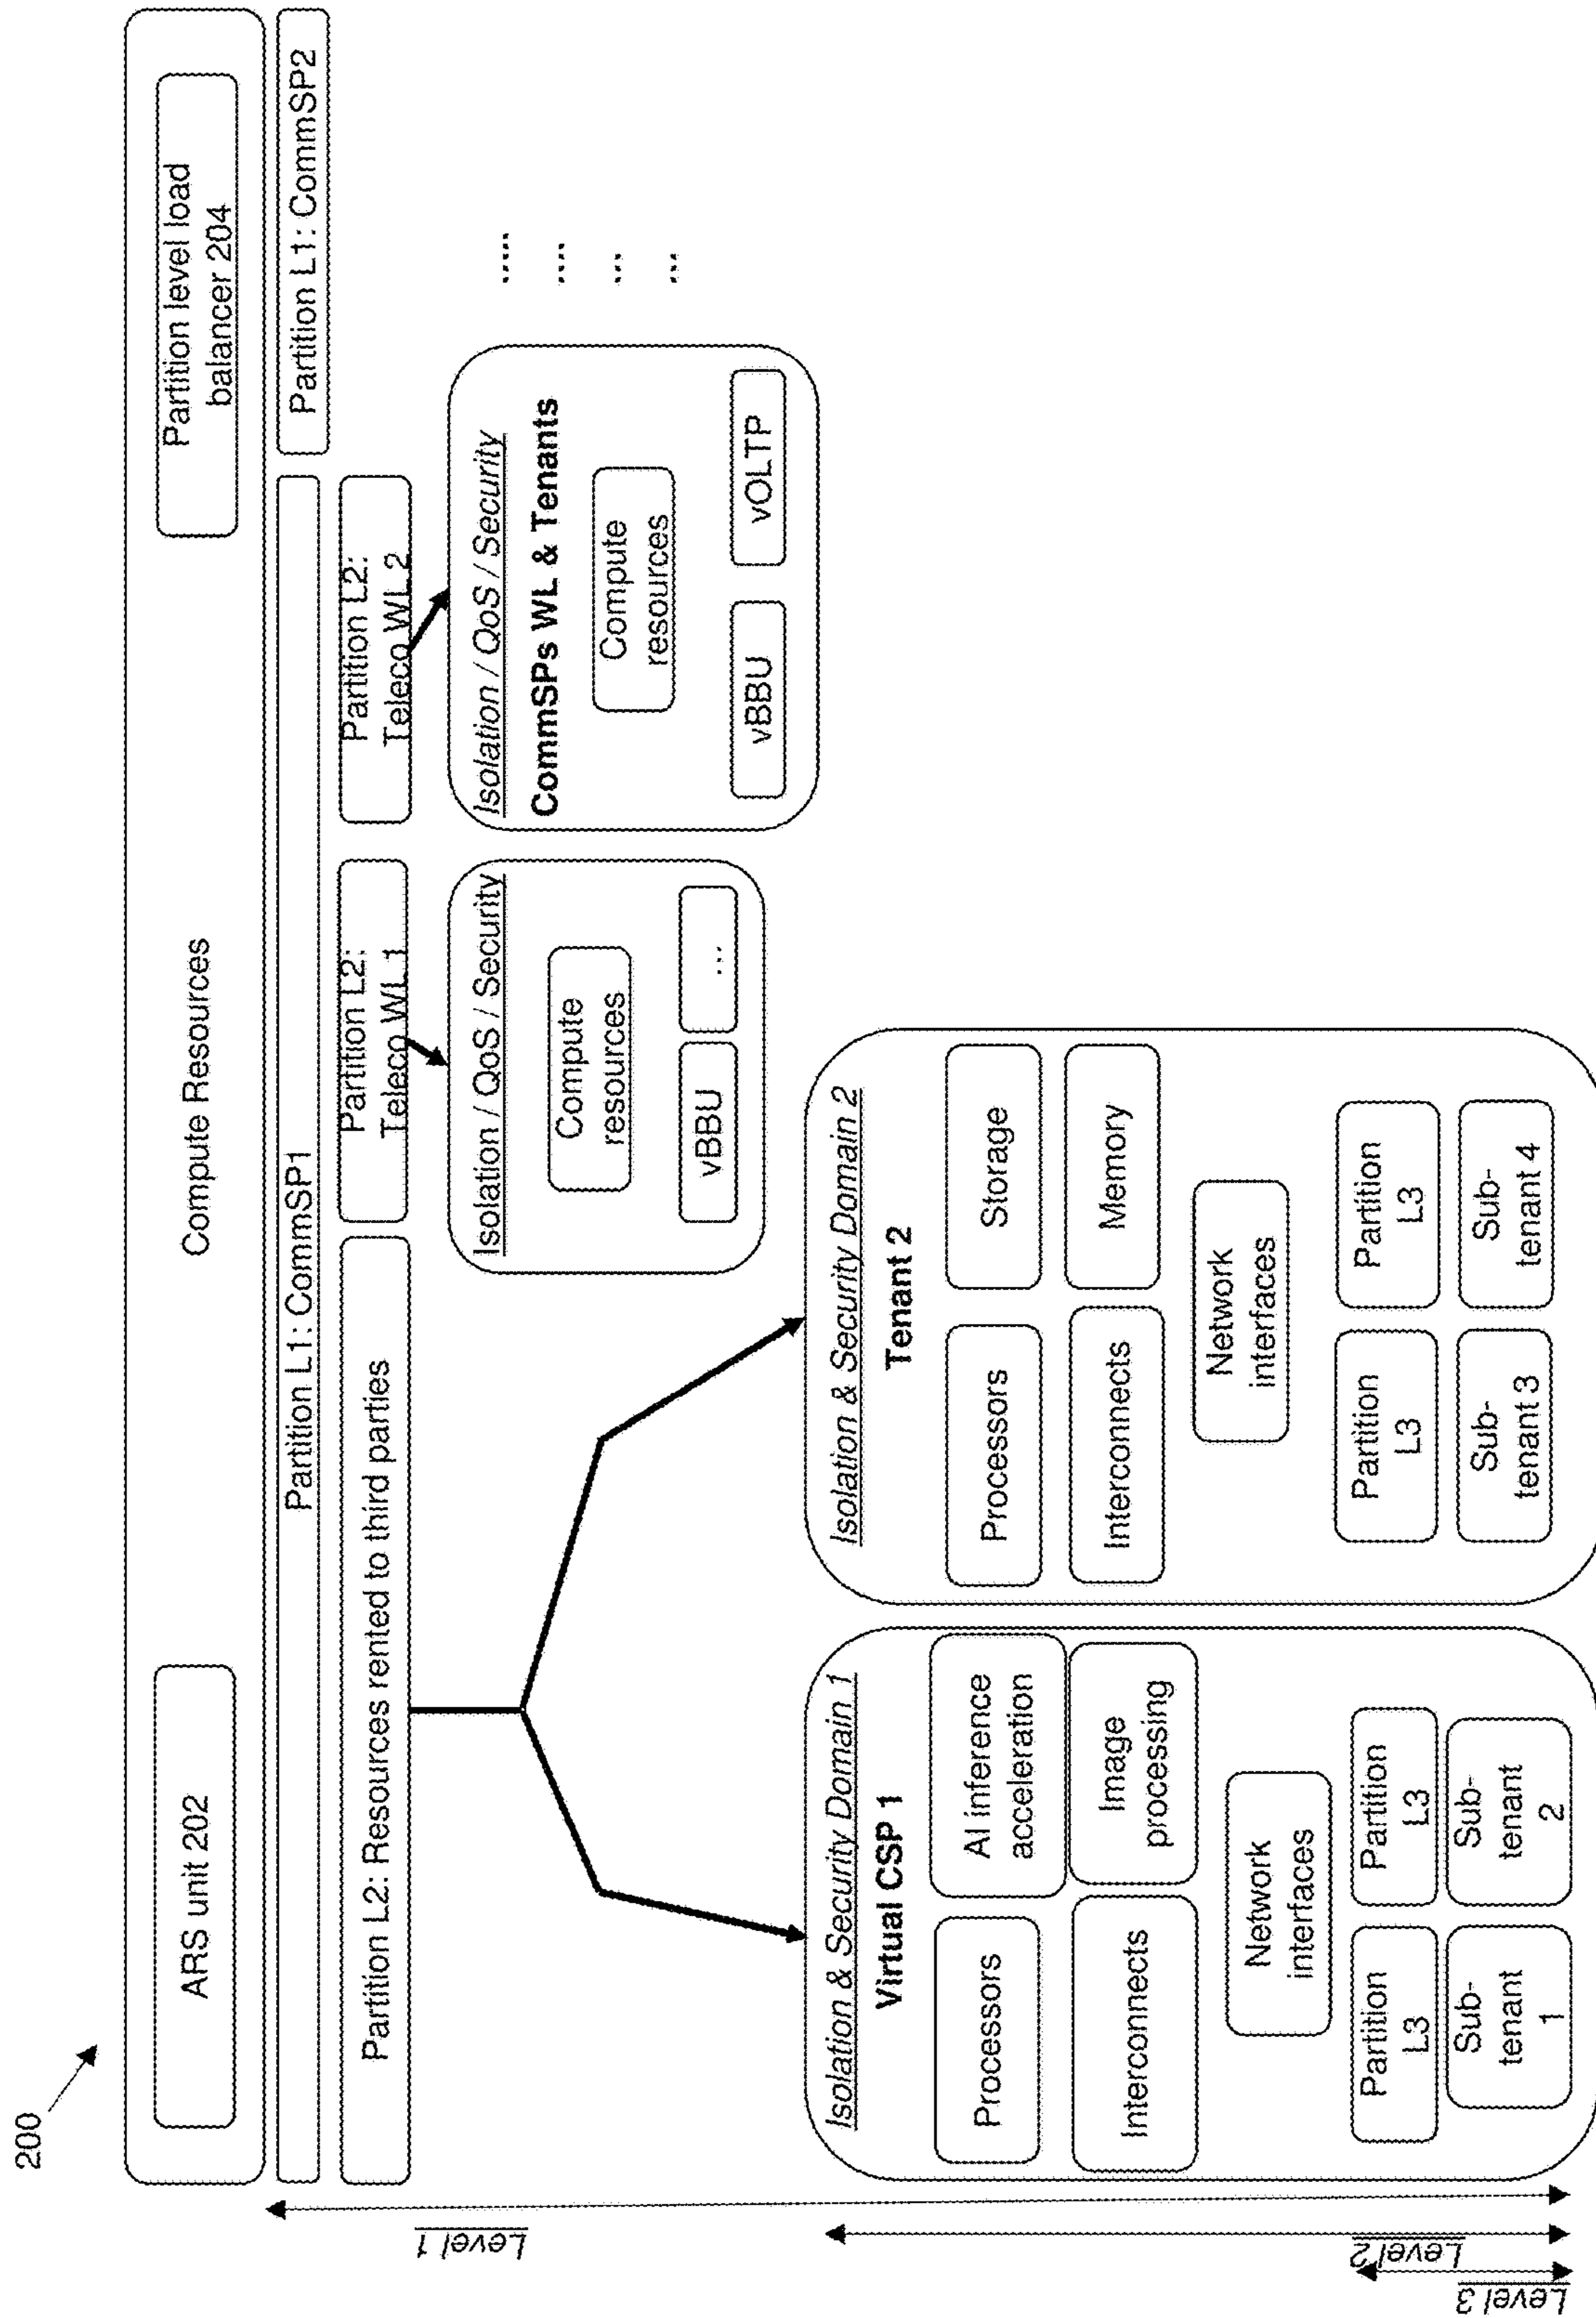 200
Compute Resources
ARS unit 202
Partition level load
balancer 204
Partition L1: CommSP1
Partition L1: CommSP2
Partition L2: Resources rented to third parties
Partition L2:
Teleco WL 1
Partition L2:
Teleco WL 2
Isolation / QoS / Security
Compute
resources
vBBU
...
Isolation / QoS / Security
CommSPs WL & Tenants
Compute
resources
vBBU
vOLTP
.....
....
...
...
Isolation & Security Domain 1
Virtual CSP 1
Processors
AI inference
acceleration
Interconnects
Image
processing
Network
interfaces
Partition
L3
Partition
L3
Sub-
tenant
1
Sub-
tenant
2
Isolation & Security Domain 2
Tenant 2
Processors
Storage
Interconnects
Memory
Network
interfaces
Partition
L3
Partition
L3
Sub-
tenant 3
Sub-
tenant 4
Level 1
Level 2
Level 3